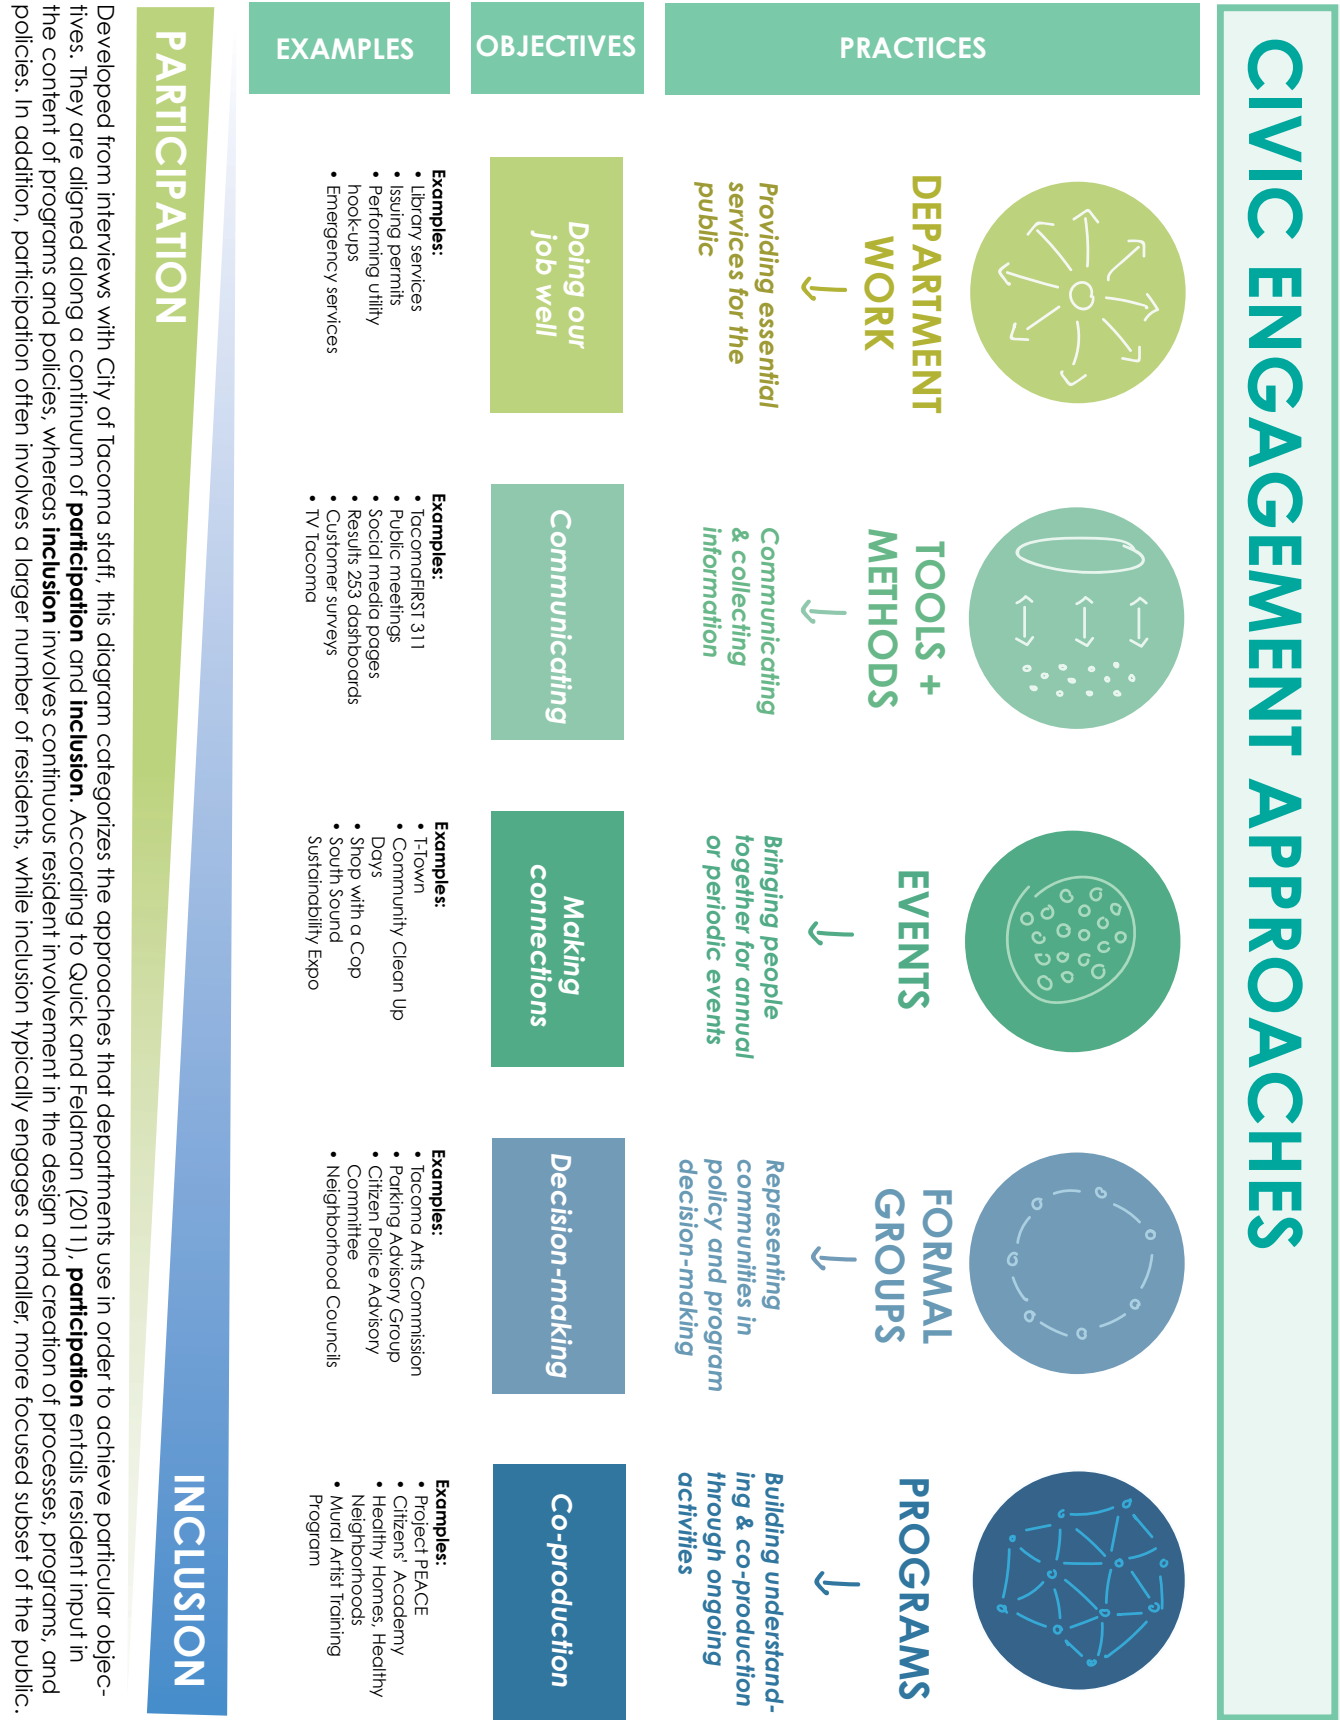 CIVIC ENGAGEMENT APPROACHES
PRACTICES
DEPARTMENT
WORK
Providing essential
services for the
public
TOOLS +
METHODS
Communicating
& collecting
information
EVENTS
Bringing people
together for annual
or periodic events
FORMAL
GROUPS
Representing
communities in
policy and program
decision-making
PROGRAMS
Building understand-
ing & co-production
through ongoing
activities
OBJECTIVES
Doing our
job well
Communicating
Making
connections
Decision-making
Co-production
EXAMPLES
Examples:
• Library services
• Issuing permits
• Performing utility
hook-ups
• Emergency services
Examples:
• TacomaFIRST 311
• Public meetings
• Social media pages
• Results 253 dashboards
• Customer surveys
• TV Tacoma
Examples:
• T-Town
• Community Clean Up
Days
• Shop with a Cop
• South Sound
Sustainability Expo
Examples:
• Tacoma Arts Commission
• Parking Advisory Group
• Citizen Police Advisory
Committee
• Neighborhood Councils
Examples:
• Project PEACE
• Citizens' Academy
• Healthy Homes, Healthy
Neighborhoods
• Mural Artist Training
Program
PARTICIPATION
INCLUSION
Developed from interviews with City of Tacoma staff, this diagram categorizes the approaches that departments use in order to achieve particular objec-
tives. They are aligned along a continuum of participation and inclusion. According to Quick and Feldman (2011), participation entails resident input in
the content of programs and policies, whereas inclusion involves continuous resident involvement in the design and creation of processes, programs, and
policies. In addition, participation often involves a larger number of residents, while inclusion typically engages a smaller, more focused subset of the public.